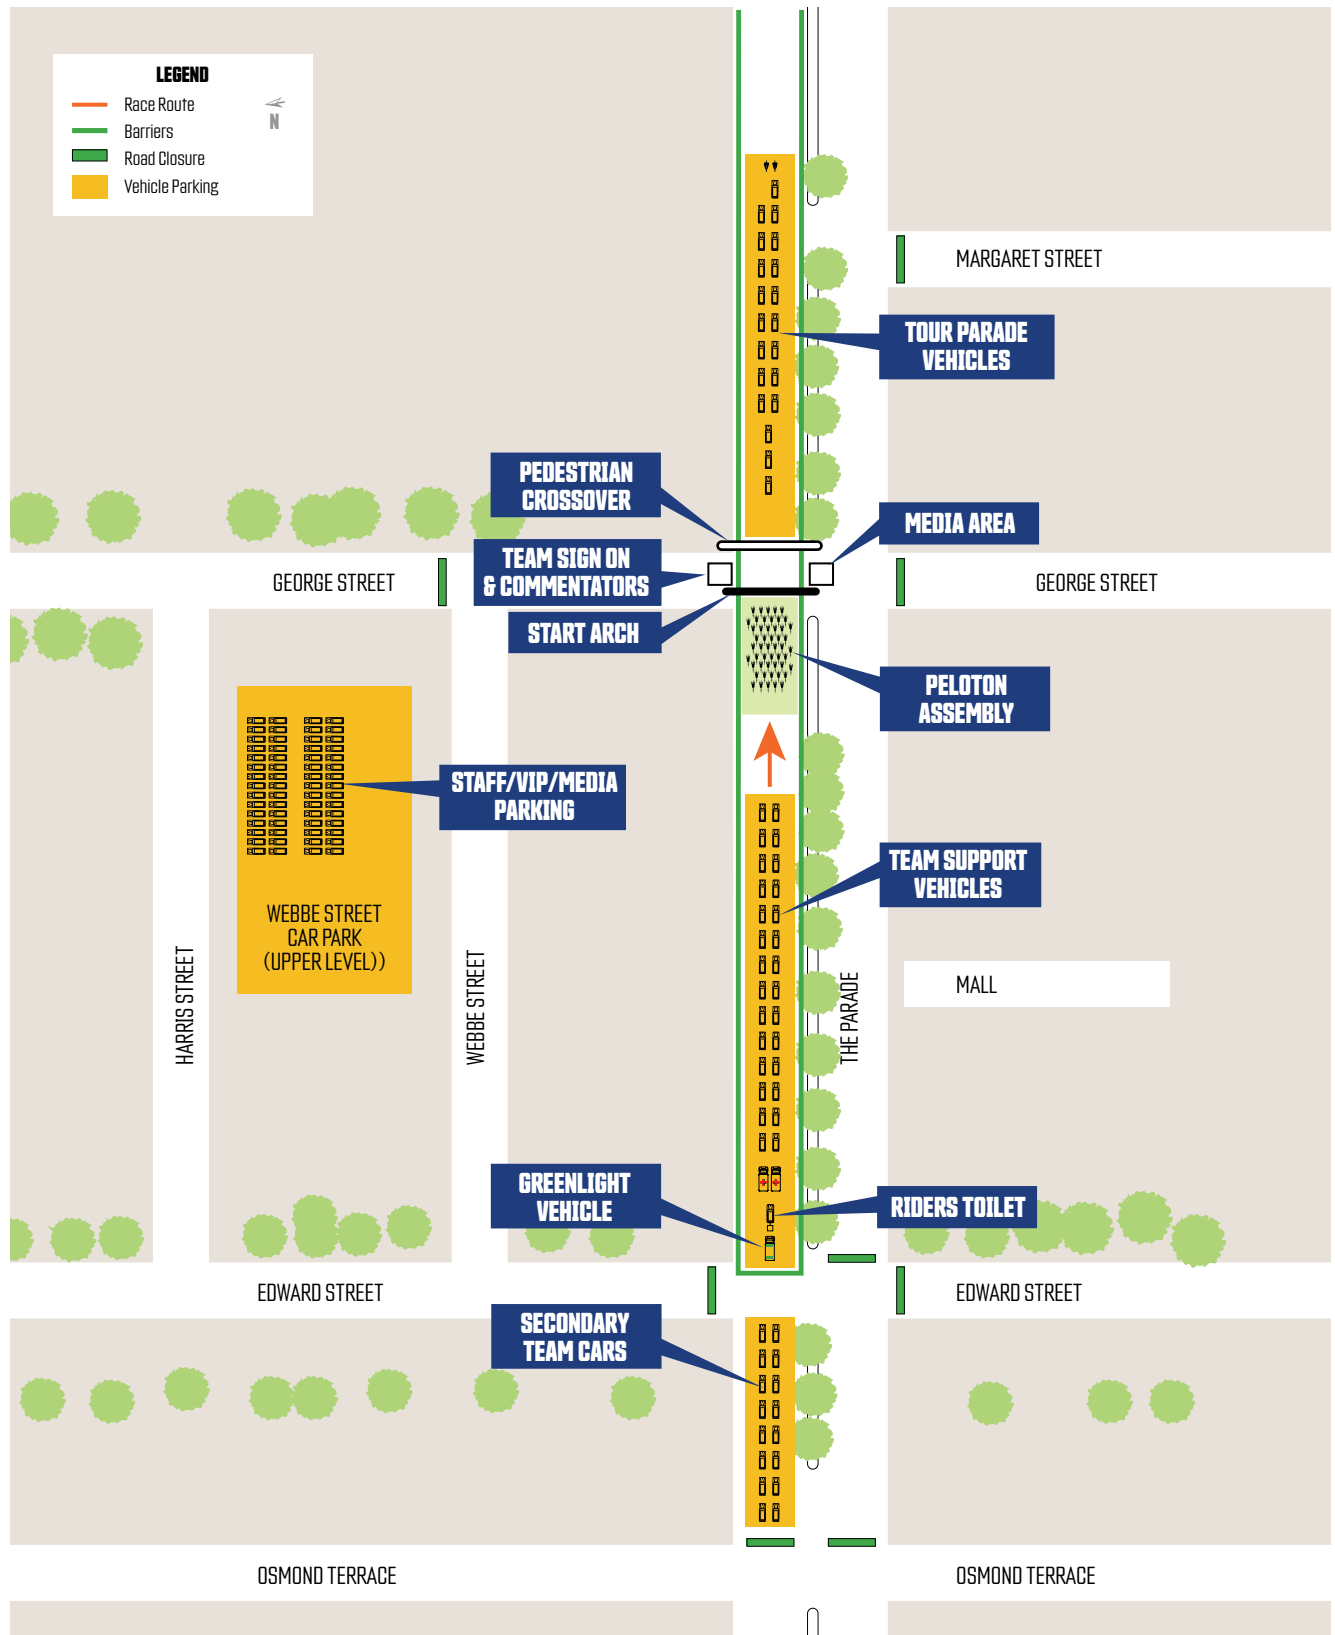 LEGEND
Race Route
Barriers
Road Closure
Vehicle Parking
N
MARGARET STREET
TOUR PARADE
VEHICLES
PEDESTRIAN
CROSSOVER
MEDIA AREA
TEAM SIGN ON
& COMMENTATORS
GEORGE STREET
GEORGE STREET
START ARCH
PELOTON
ASSEMBLY
STAFF/VIP/MEDIA
PARKING
TEAM SUPPORT
VEHICLES
WEBBE STREET
CAR PARK
(UPPER LEVEL))
HARRIS STREET
WEBBE STREET
THE PARADE
MALL
GREENLIGHT
VEHICLE
RIDERS TOILET
EDWARD STREET
EDWARD STREET
SECONDARY
TEAM CARS
OSMOND TERRACE
OSMOND TERRACE